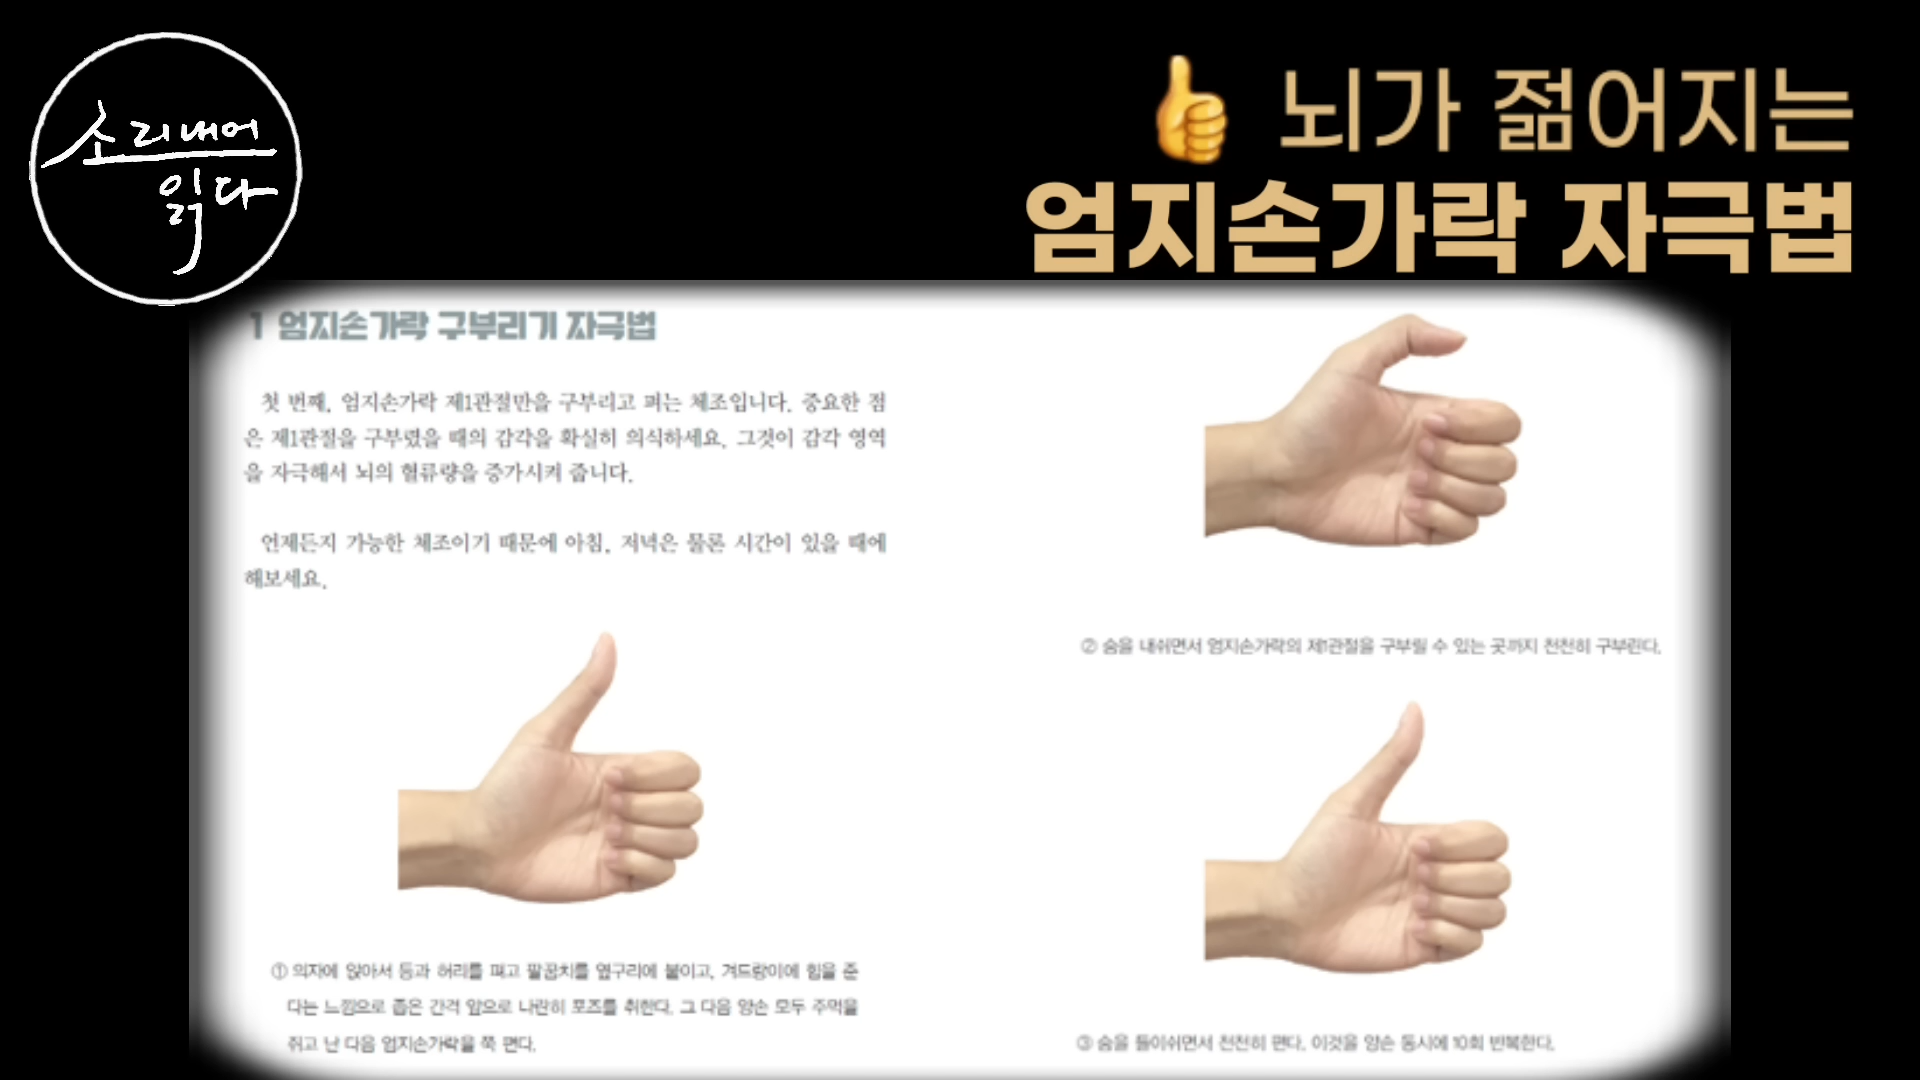 소리내어
읽다
뇌가 젊어지는
엄지손가락 자극법
1 엄지손가락 구부리기 자극법
첫 번째, 엄지손가락 제1관절만을 구부리고 펴는 체조입니다. 중요한 점
은 제1관절을 구부렸을 때의 감각을 확실히 의식하세요. 그것이 감각 영역
을 자극해서 뇌의 혈류량을 증가시켜 줍니다.
언제든지 가능한 체조이기 때문에 아침, 저녁은 물론 시간이 있을 때에
해보세요.
① 의자에 앉아서 등과 허리를 펴고 팔꿈치를 옆구리에 붙이고, 겨드랑이에 힘을 준
다는 느낌으로 좁은 간격 앞으로 나란히 포즈를 취한다. 그 다음 양손 모두 주먹을
쥐고 난 다음 엄지손가락을 쭉 편다.
② 숨을 내쉬면서 엄지손가락의 제1관절을 구부릴 수 있는 곳까지 천천히 구부린다.
③ 숨을 들이쉬면서 천천히 편다. 이것을 양손 동시에 10회 반복한다.